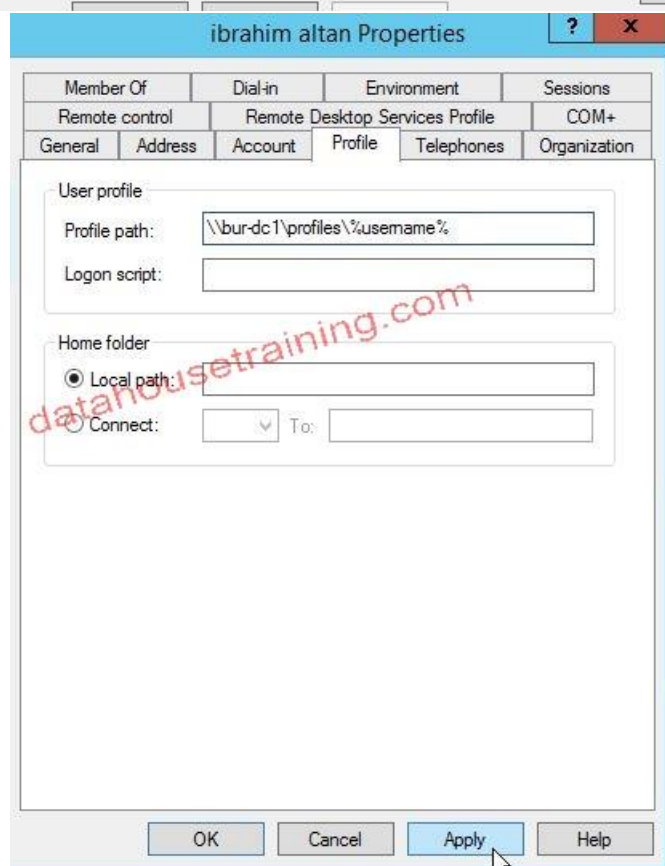 ibrahim altan Properties
?
x
Member Of
Dial-in
Environment
Sessions
Remote control
Remote Desktop Services Profile
COM+
General
Address
Account
Profile
Telephones
Organization
User profile
Profile path:
\\bur-dc1\profiles\%username%
Logon script:
Home folder
Local path:
Connect:
To:
datahousetraining.com
OK
Cancel
Apply
Help